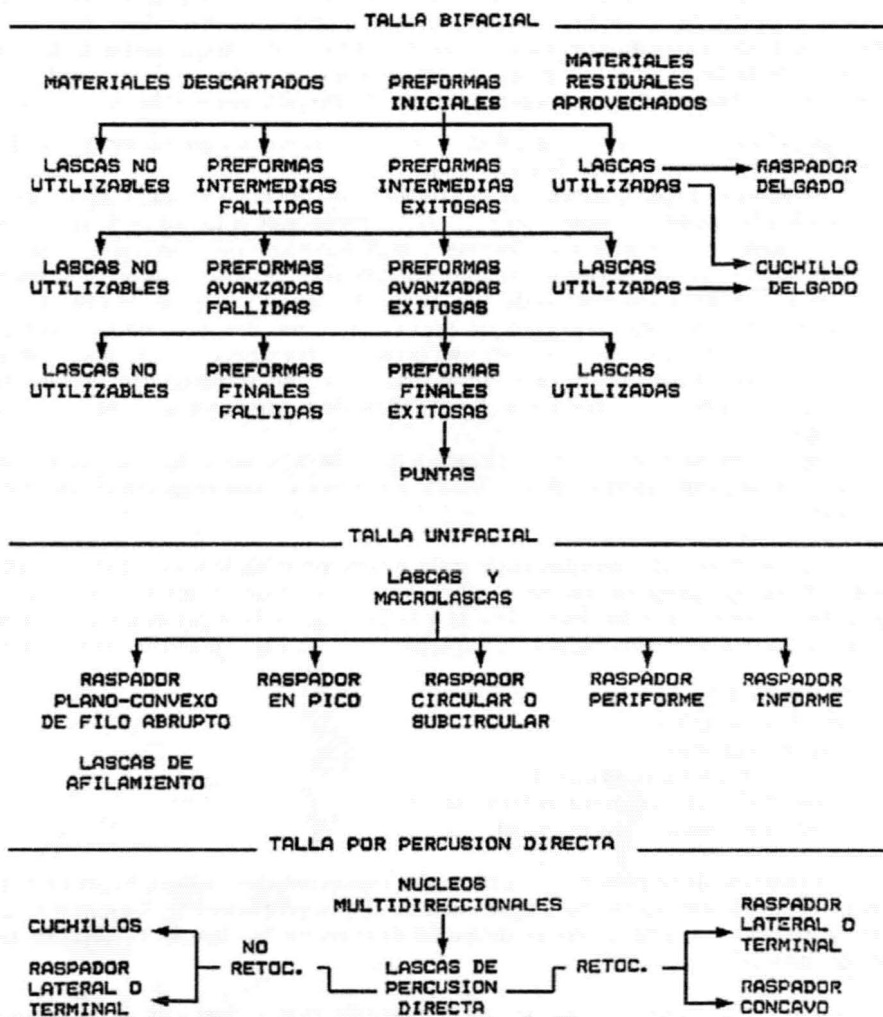 TALLA BIFACIAL
MATERIALES DESCARTADOS
PREFORMAS
INICIALES
MATERIALES
RESIDUALES
APROVECHADOS
LASCAS NO
UTILIZABLES
PREFORMAS
INTERMEDIAS
FALLIDAS
PREFORMAS
INTERMEDIAS
EXITOSAS
LASCAS
UTILIZADAS
RASPADOR
DELGADO
LASCAS NO
UTILIZABLES
PREFORMAS
AVANZADAS
FALLIDAS
PREFORMAS
AVANZADAS
EXITOSAS
LASCAS
UTILIZADAS
CUCHILLO
DELGADO
LASCAS NO
UTILIZABLES
PREFORMAS
FINALES
FALLIDAS
PREFORMAS
FINALES
EXITOSAS
LASCAS
UTILIZADAS
PUNTAS
TALLA UNIFACIAL
LASCAS Y
MACROLASCAS
RASPADOR
PLANO-CONVEXO
DE FILO ABRUPTO
RASPADOR
EN PICO
RASPADOR
CIRCULAR O
SUBCIRCULAR
RASPADOR
PERIFORME
RASPADOR
INFORME
LASCAS DE
AFILAMIENTO
TALLA POR PERCUSION DIRECTA
NUCLEOS
MULTIDIRECCIONALES
CUCHILLOS
RASPADOR
LATERAL O
TERMINAL
NO
RETOC.
LASCAS DE
PERCUSION
DIRECTA
RETOC.
RASPADOR
LATERAL O
TERMINAL
RASPADOR
CONCAVO